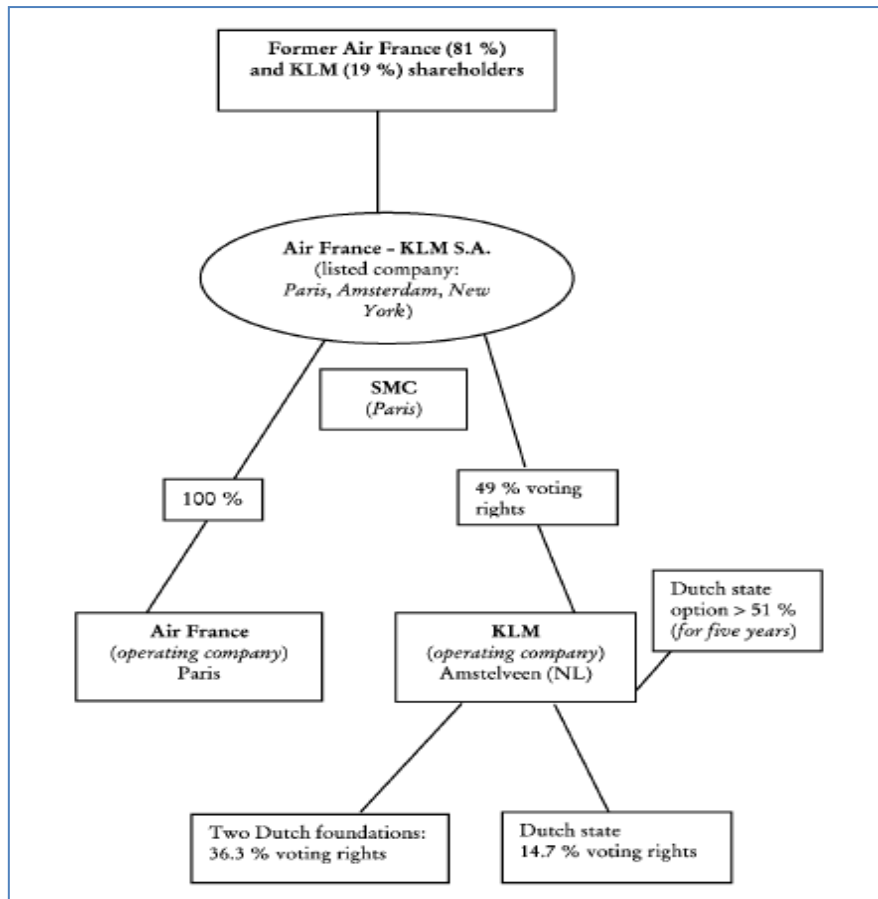 Former Air France (81 %)
and KLM (19 %) shareholders
Air France - KLM S.A.
(listed company:
Paris, Amsterdam, New
York)
SMC
(Paris)
100 %
49 % voting
rights
Dutch state
option > 51 %
(for five years)
Air France
(operating company)
Paris
KLM
(operating company)
Amstelveen (NL)
Two Dutch foundations:
36.3 % voting rights
Dutch state
14.7 % voting rights